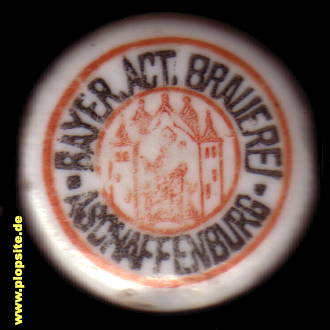 BAYER. ACT. BRAUEREI
ASCHAFFENBURG
www.plopsite.de